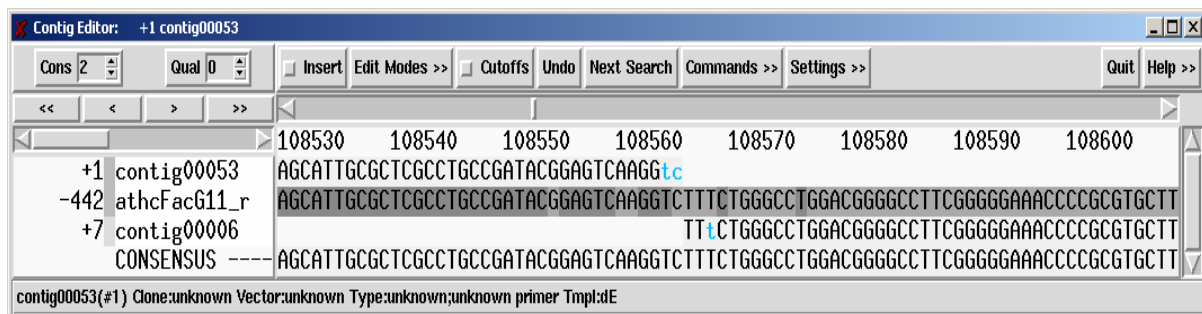 Contig Editor: +1 contig00053
Cons 2 Qual 0 Insert Edit Modes >> Cutoffs Undo Next Search Commands >> Settings >> Quit Help >>
<< < > >>
108530 108540 108550 108560 108570 108580 108590 108600
+1 contig00053 AGCATTGCGCTCGCCTGCCGATACGGAGTCAAGGtc
-442 athcFacG11_r AGCATTGCGCTCGCCTGCCGATACGGAGTCAAGGTCTTTCTGGGCCTGGACGGGGCCTTCGGGGGAAACCCCGCGTGCTT
+7 contig00006 TTtCTGGGCCTGGACGGGGCCTTCGGGGGAAACCCCGCGTGCTT
CONSENSUS ---- AGCATTGCGCTCGCCTGCCGATACGGAGTCAAGGTCTTTCTGGGCCTGGACGGGGCCTTCGGGGGAAACCCCGCGTGCTT
contig00053(#1) Clone:unknown Vector:unknown Type:unknown;unknown primer Tmpl:dE